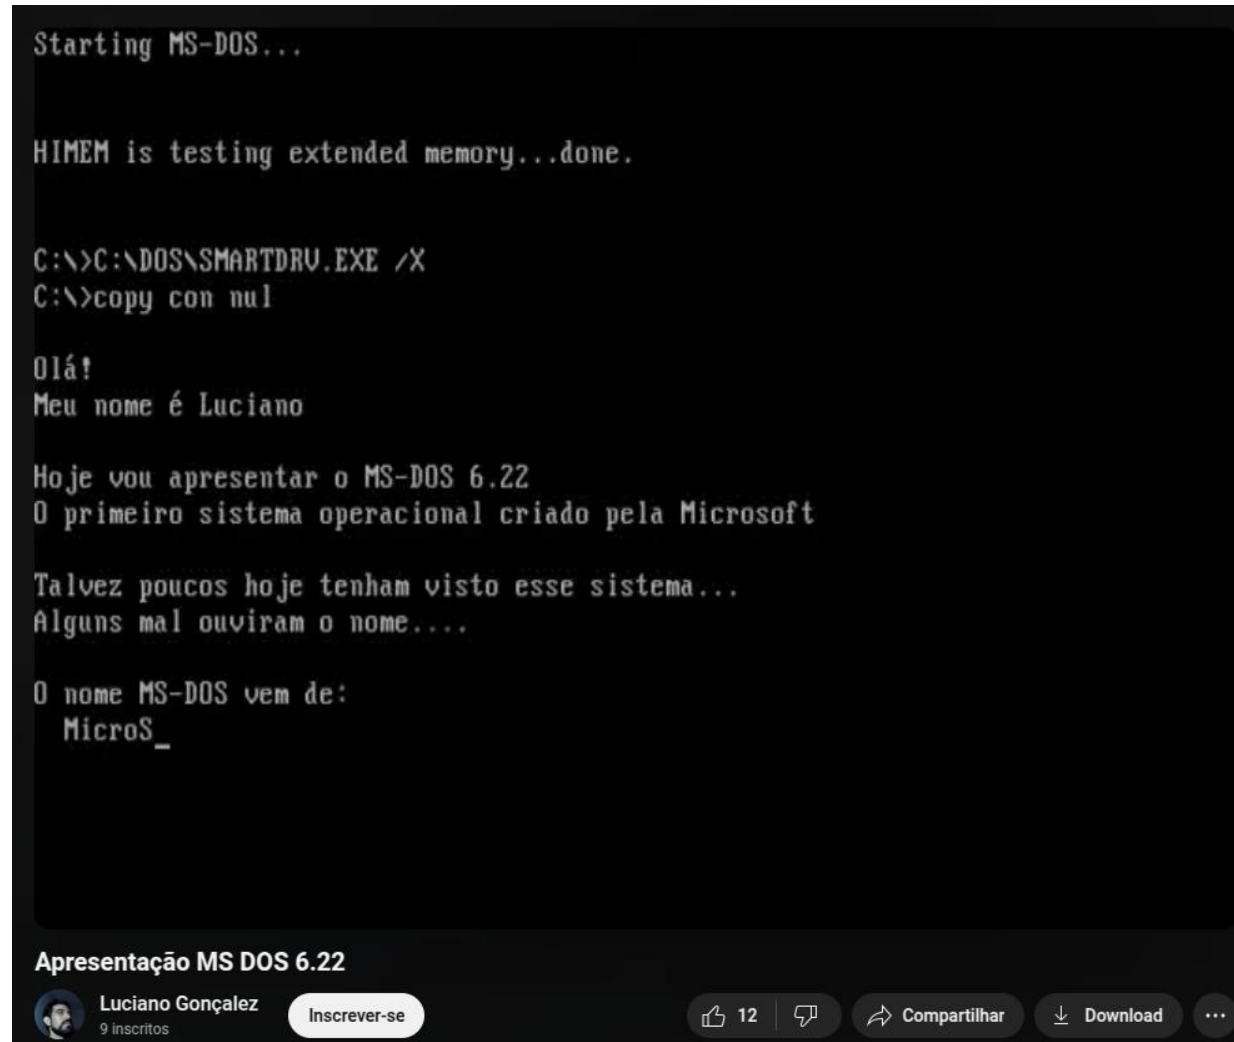 Starting MS-DOS...
HIMEM is testing extended memory...done.
C:\>C:\DOS\SMARTDRV.EXE /X
C:\>copy con nul
Olá!
Meu nome é Luciano
Hoje vou apresentar o MS-DOS 6.22
O primeiro sistema operacional criado pela Microsoft
Talvez poucos hoje tenham visto esse sistema...
Alguns mal ouviram o nome....
O nome MS-DOS vem de:
MicroS_
Apresentação MS DOS 6.22
Luciano Gonçalez
9 inscritos
Inscrever-se
12
Compartilhar
Download